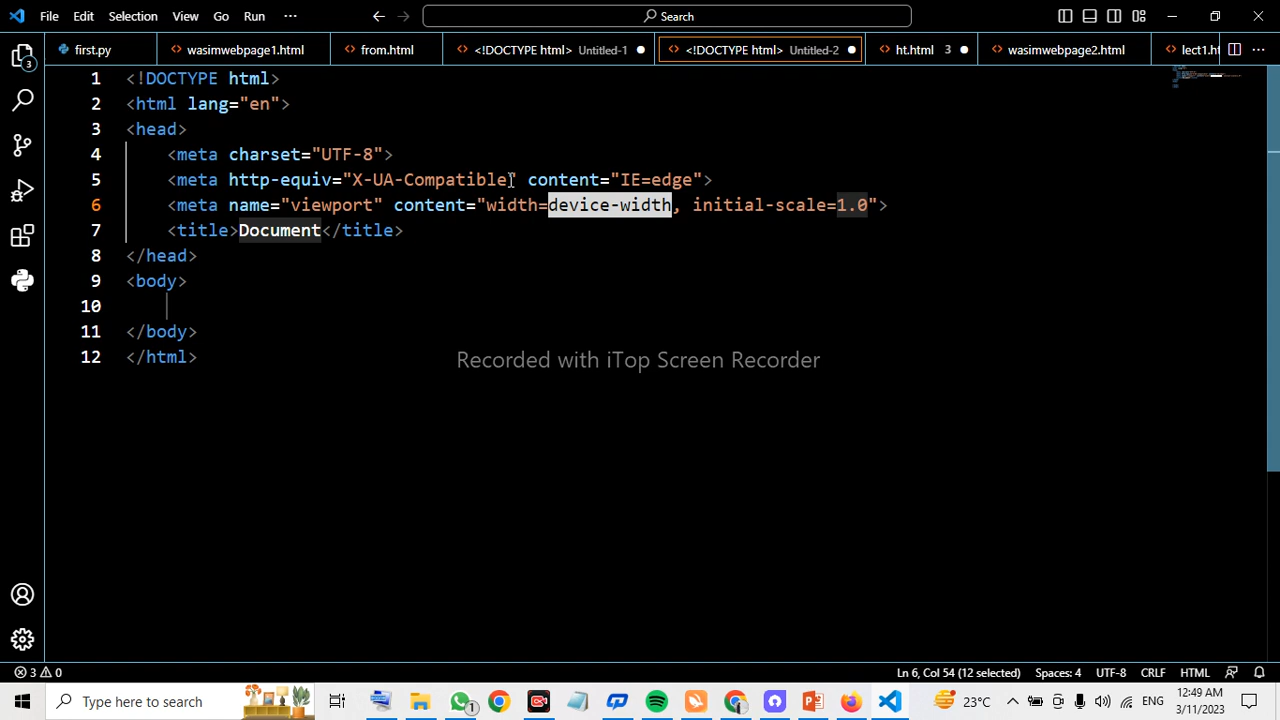 File Edit Selection View Go Run ··· Search
first.py wasimwebpage1.html from.html <!DOCTYPE html> Untitled-1 <!DOCTYPE html> Untitled-2 ht.html 3 wasimwebpage2.html lect1.ht
1 <!DOCTYPE html>
2 <html lang="en">
3 <head>
4 <meta charset="UTF-8">
5 <meta http-equiv="X-UA-Compatible" content="IE=edge">
6 <meta name="viewport" content="width=device-width, initial-scale=1.0">
7 <title>Document</title>
8 </head>
9 <body>
10
11 </body>
12 </html>
Recorded with iTop Screen Recorder
3
3 0 Ln 6, Col 54 (12 selected) Spaces: 4 UTF-8 CRLF HTML
Type here to search 1 23°C ENG 12:49 AM
3/11/2023